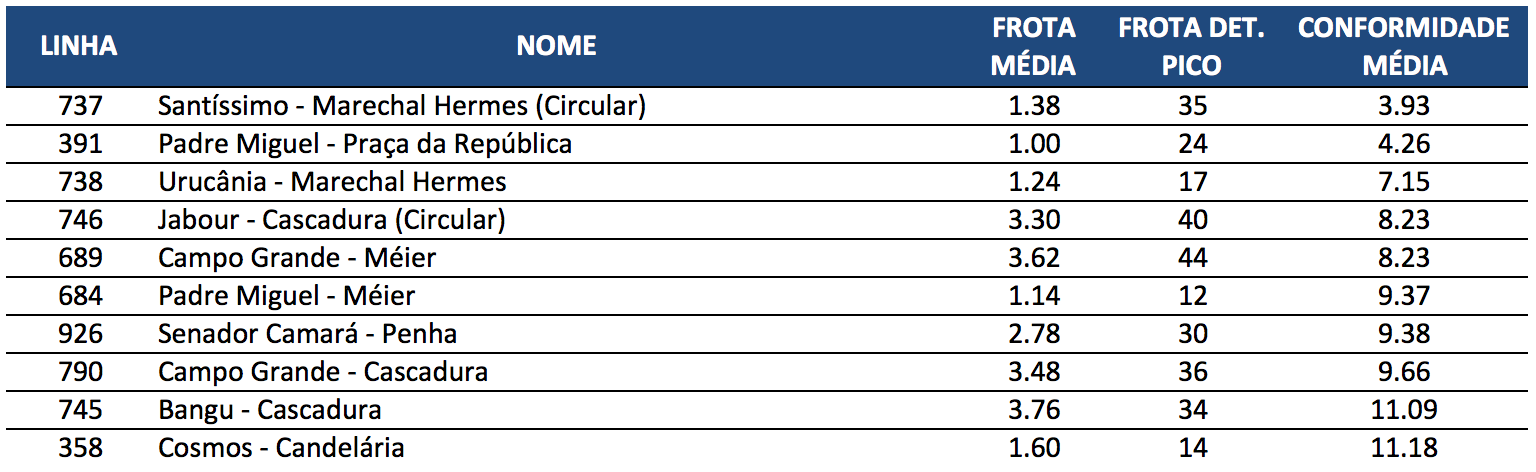 LINHA NOME FROTA MÉDIA FROTA DET. PICO CONFORMIDADE MÉDIA
737 Santíssimo - Marechal Hermes (Circular) 1.38 35 3.93
391 Padre Miguel - Praça da República 1.00 24 4.26
738 Urucânia - Marechal Hermes 1.24 17 7.15
746 Jabour - Cascadura (Circular) 3.30 40 8.23
689 Campo Grande - Méier 3.62 44 8.23
684 Padre Miguel - Méier 1.14 12 9.37
926 Senador Camará - Penha 2.78 30 9.38
790 Campo Grande - Cascadura 3.48 36 9.66
745 Bangu - Cascadura 3.76 34 11.09
358 Cosmos - Candelária 1.60 14 11.18